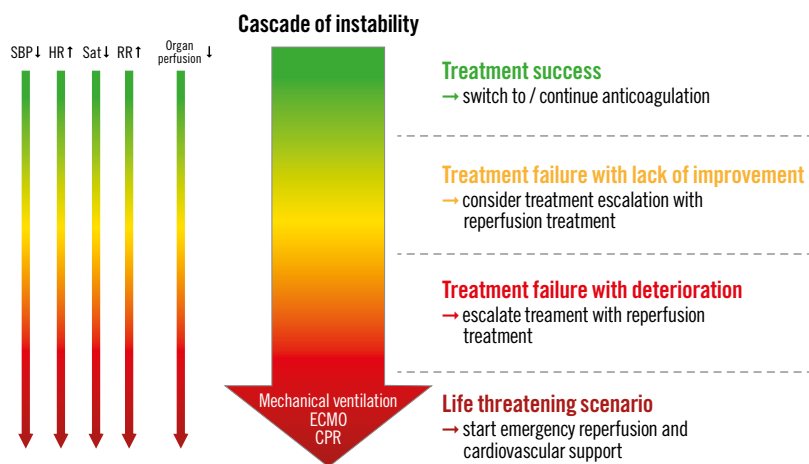 Cascade of instability
SBP↓ HR↑ Sat↓ RR↑ Organ perfusion ↓
Treatment success
→ switch to / continue anticoagulation
Treatment failure with lack of improvement
→ consider treatment escalation with
reperfusion treatment
Treatment failure with deterioration
→ escalate treament with reperfusion
treatment
Mechanical ventilation
ECMO
CPR
Life threatening scenario
→ start emergency reperfusion and
cardiovascular support